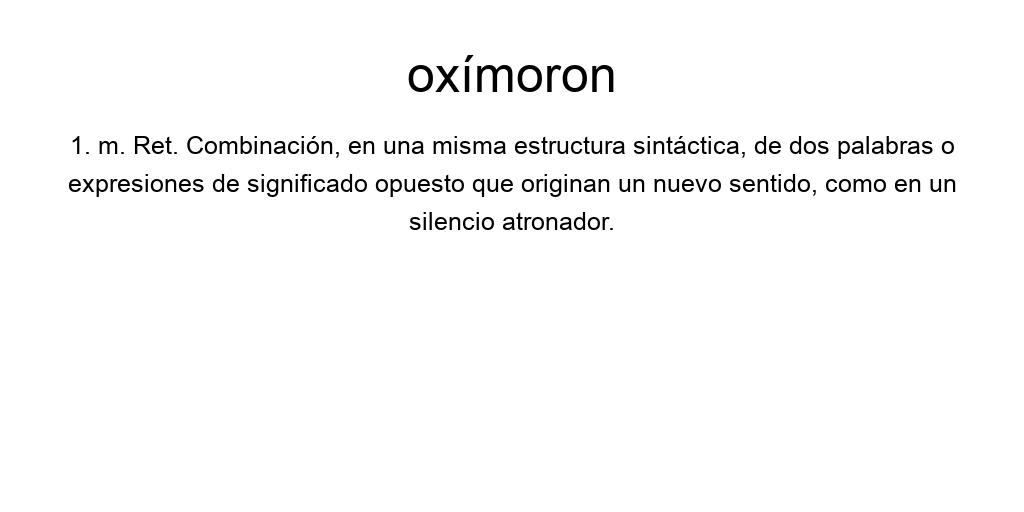 oxímoron
1. m. Ret. Combinación, en una misma estructura sintáctica, de dos palabras o
expresiones de significado opuesto que originan un nuevo sentido, como en un
silencio atronador.